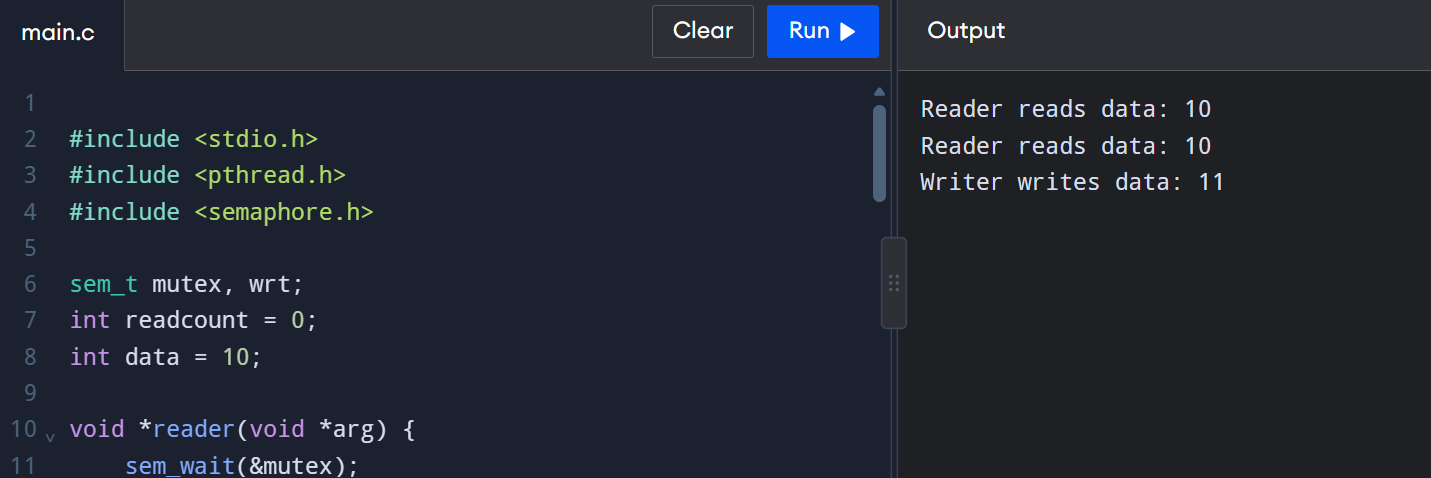 main.c
Clear
Run
Output
1
2 #include <stdio.h>
3 #include <pthread.h>
4 #include <semaphore.h>
5
6 sem_t mutex, wrt;
7 int readcount = 0;
8 int data = 10;
9
10 void *reader(void *arg) {
11 sem_wait(&mutex);
Reader reads data: 10
Reader reads data: 10
Writer writes data: 11